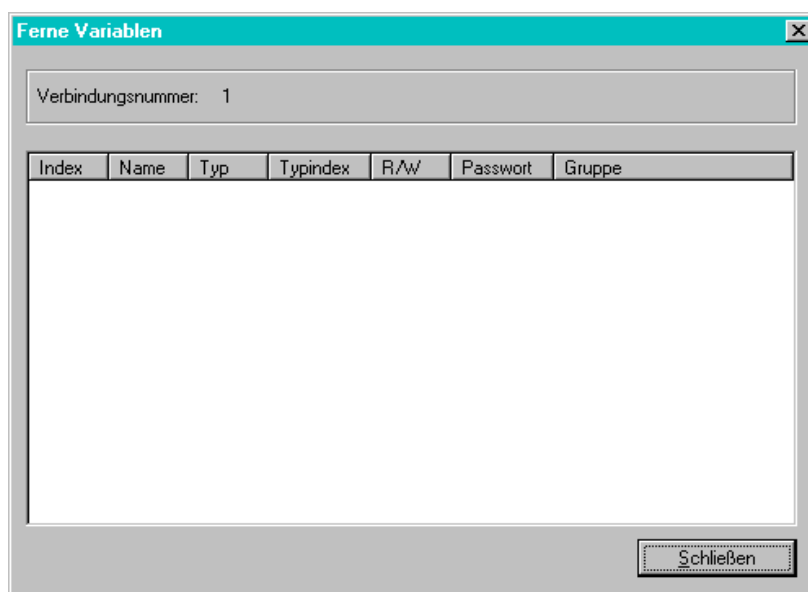 Ferne Variablen
Verbindungsnummer: 1
Index Name Typ Typindex R/W Passwort Gruppe
Schließen